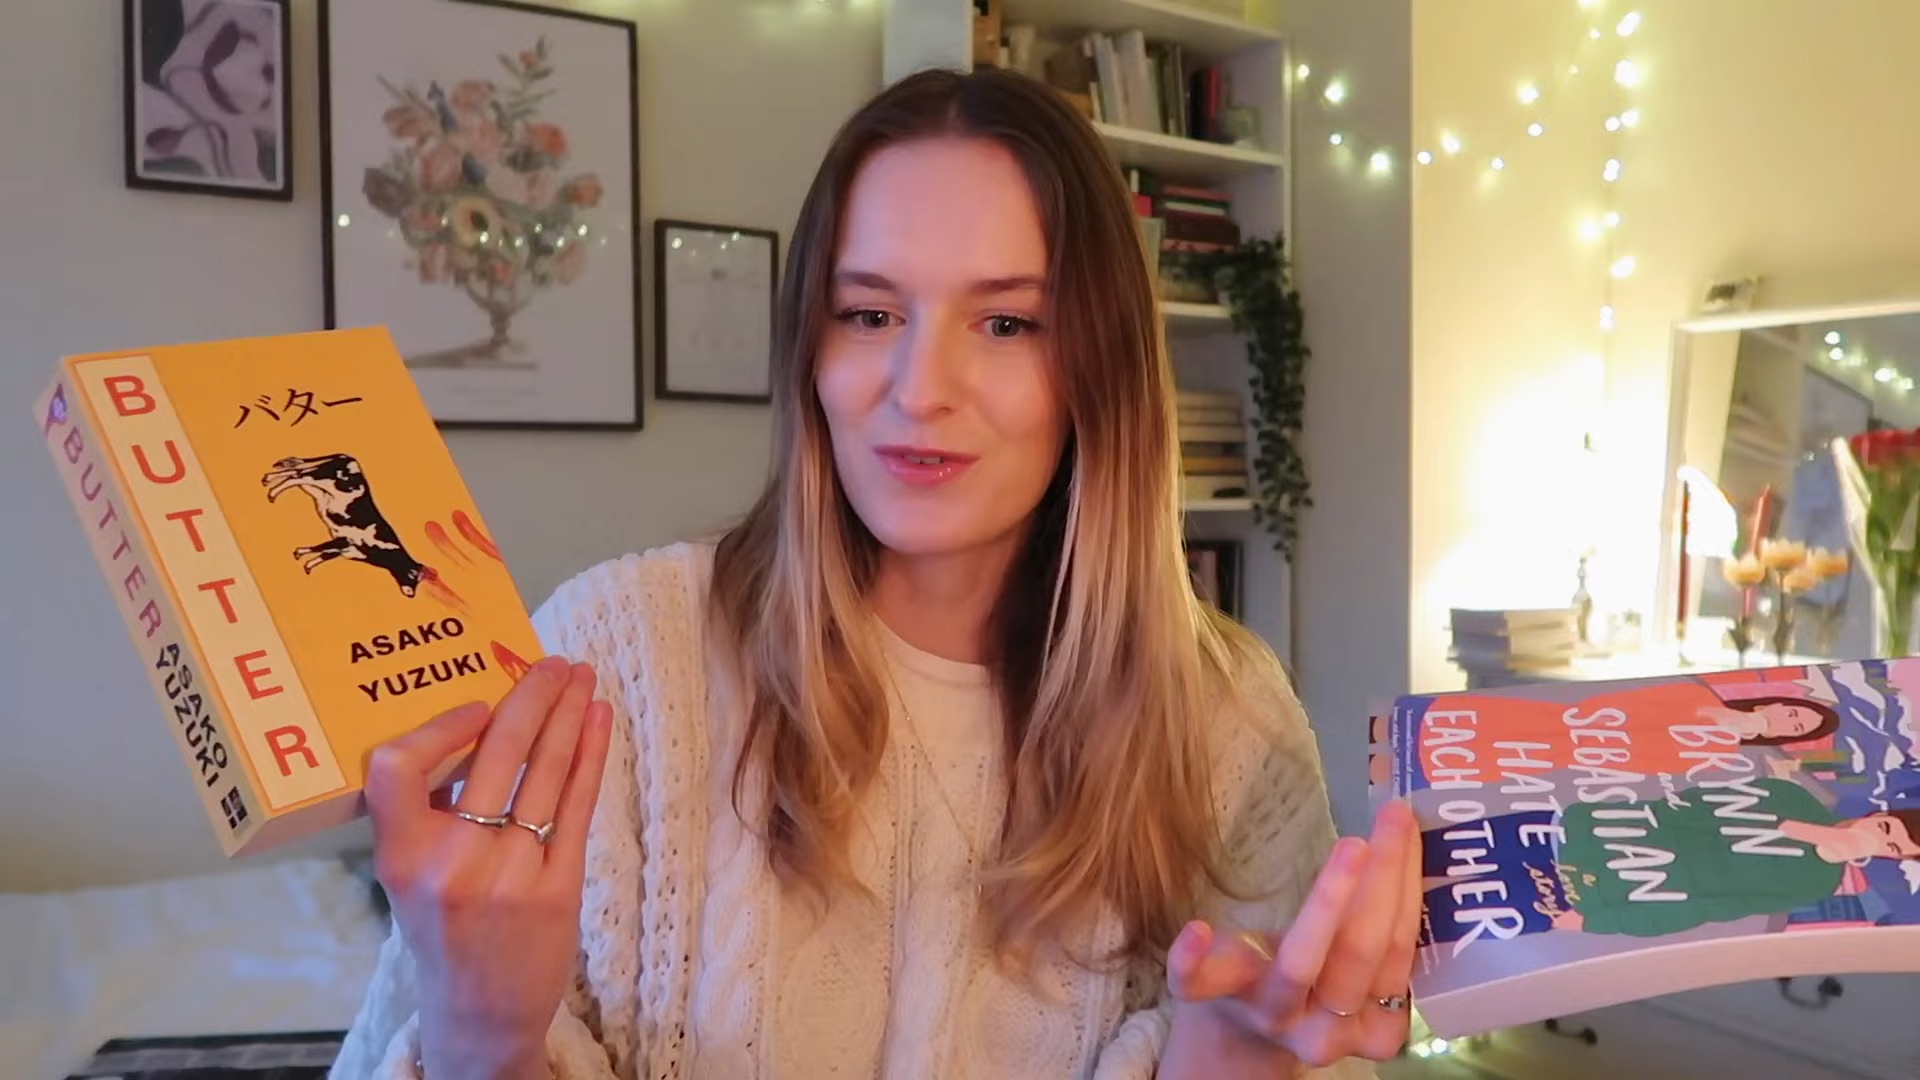 BUTTER
バター
ASAKO
YUZUKI
BUTTER
ASAKO
YUZUKI
BRYNN
and
SEBASTIAN
HATE
EACH OTHER
a
love
story